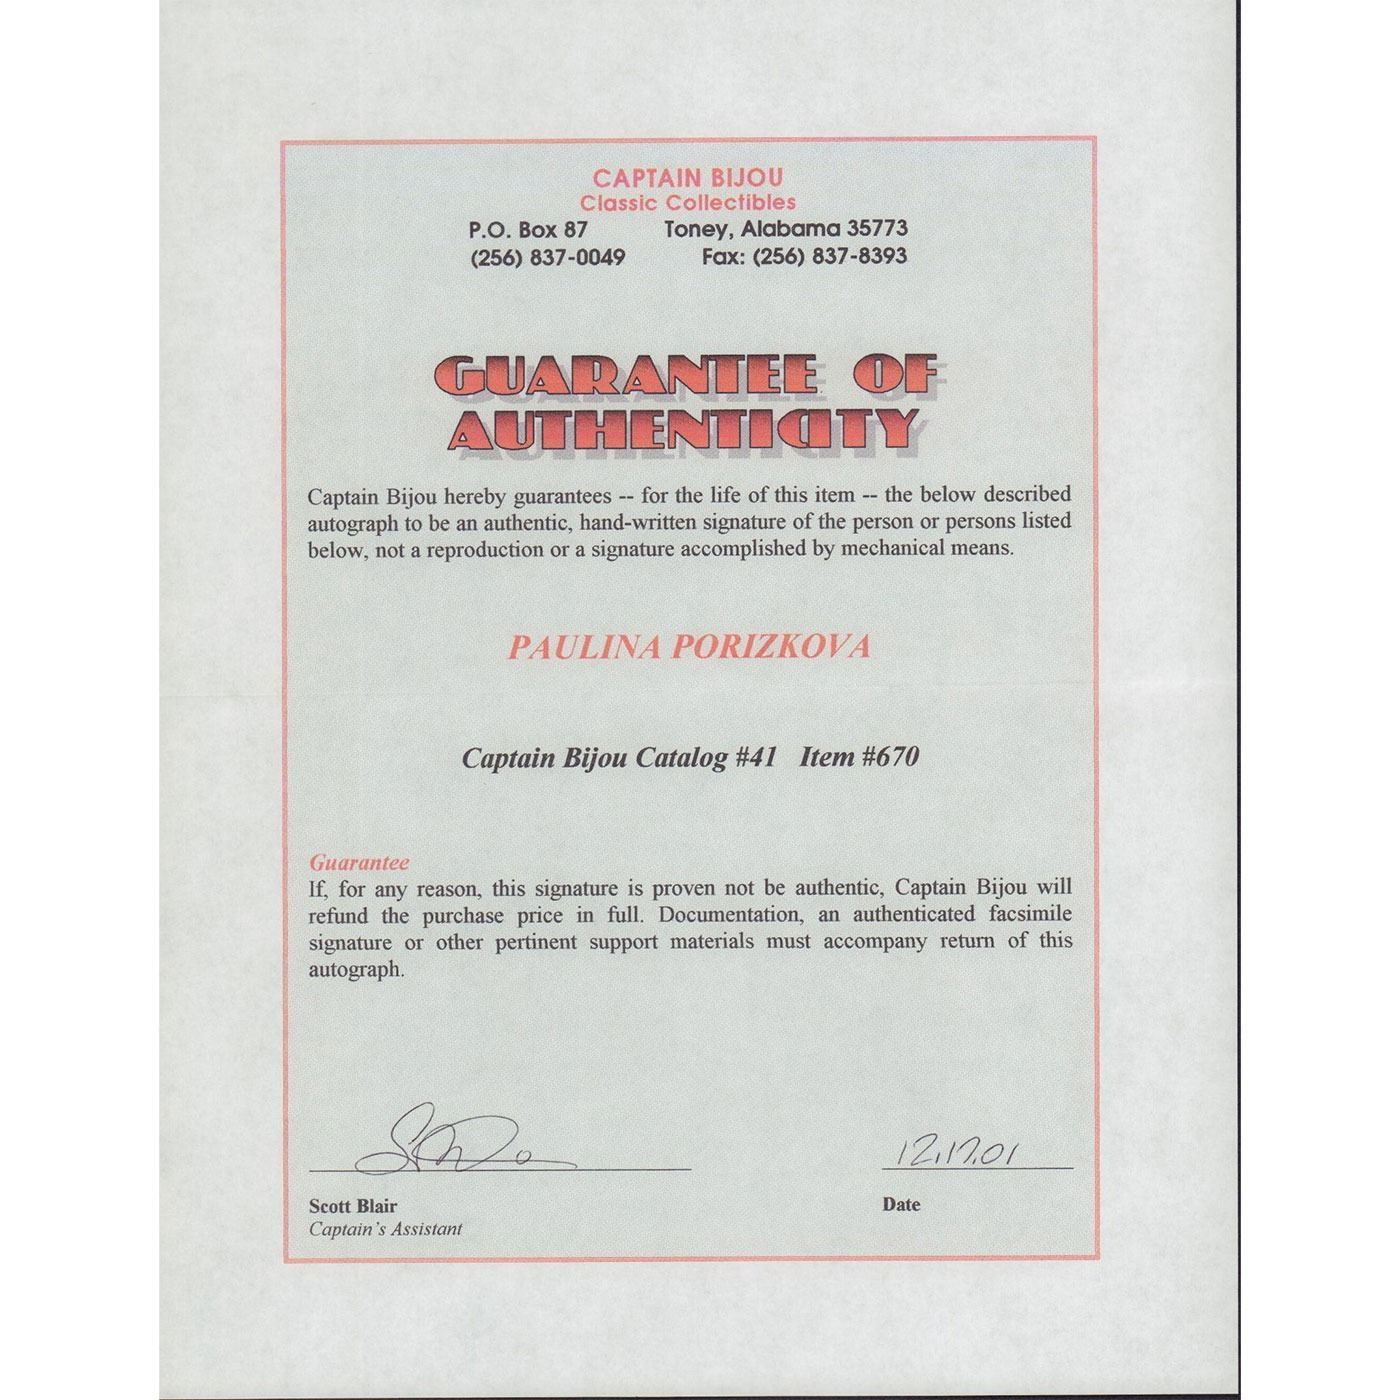 CAPTAIN BIJOU
Classic Collectibles
P.O. Box 87 Toney, Alabama 35773
(256) 837-0049 Fax: (256) 837-8393
GUARANTEE OF
AUTHENTICITY
Captain Bijou hereby guarantees -- for the life of this item -- the below described
autograph to be an authentic, hand-written signature of the person or persons listed
below, not a reproduction or a signature accomplished by mechanical means.
PAULINA PORIZKOVA
Captain Bijou Catalog #41 Item #670
Guarantee
If, for any reason, this signature is proven not be authentic, Captain Bijou will
refund the purchase price in full. Documentation, an authenticated facsimile
signature or other pertinent support materials must accompany return of this
autograph.
12.17.01
Scott Blair Date
Captain's Assistant